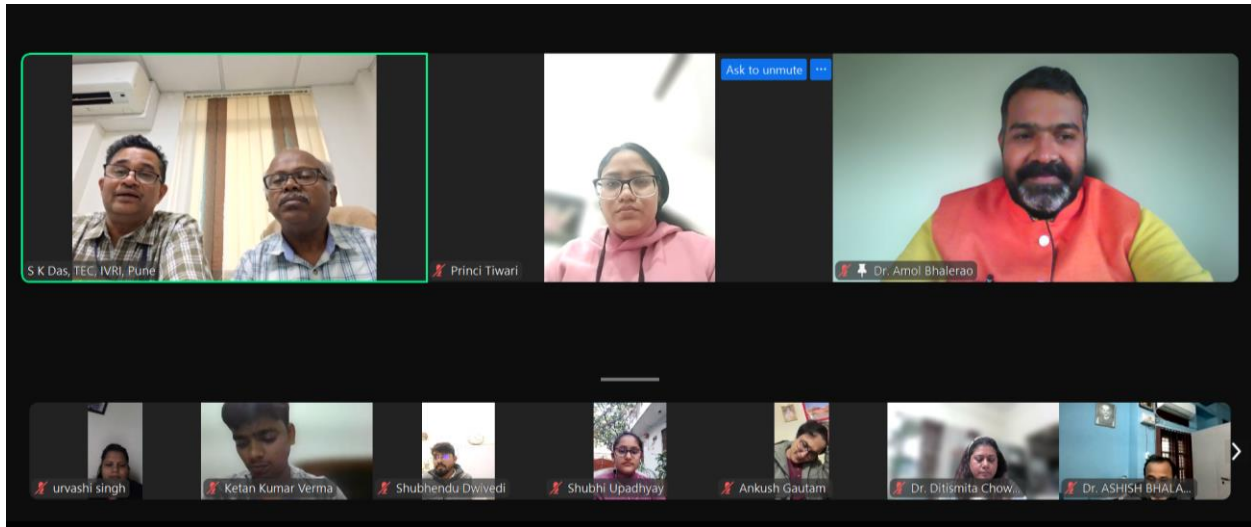 Ask to unmute
S K Das, TEC, IVRI, Pune
Princi Tiwari
Dr. Amol Bhalerao
urvashi singh
Ketan Kumar Verma
Shubhendu Dwivedi
Shubhi Upadhyay
Ankush Gautam
Dr. Ditismita Chow...
Dr. ASHISH BHALA...